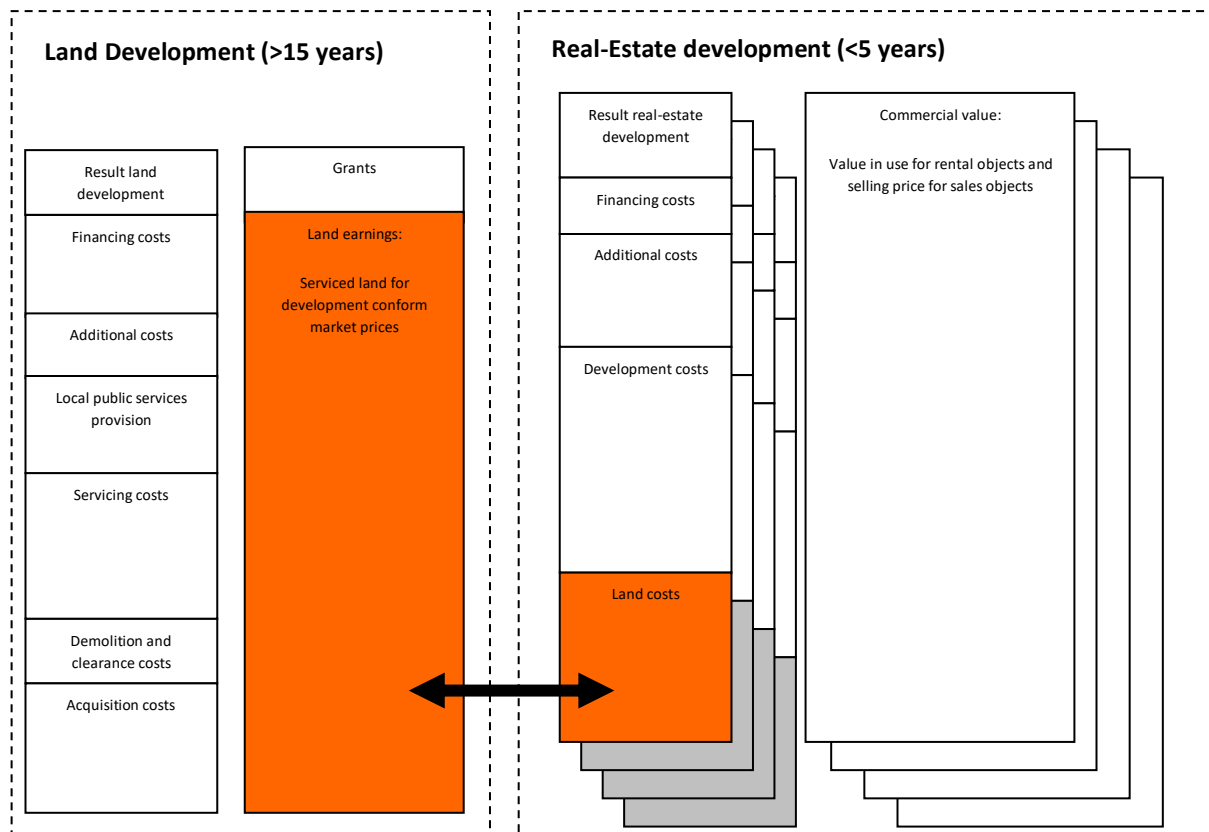 Land Development (>15 years)
Result land
development
Financing costs
Additional costs
Local public services
provision
Servicing costs
Demolition and
clearance costs
Acquisition costs
Grants
Land earnings:
Serviced land for
development conform
market prices
Real-Estate development (<5 years)
Result real-estate
development
Financing costs
Additional costs
Development costs
Land costs
Commercial value:
Value in use for rental objects and
selling price for sales objects